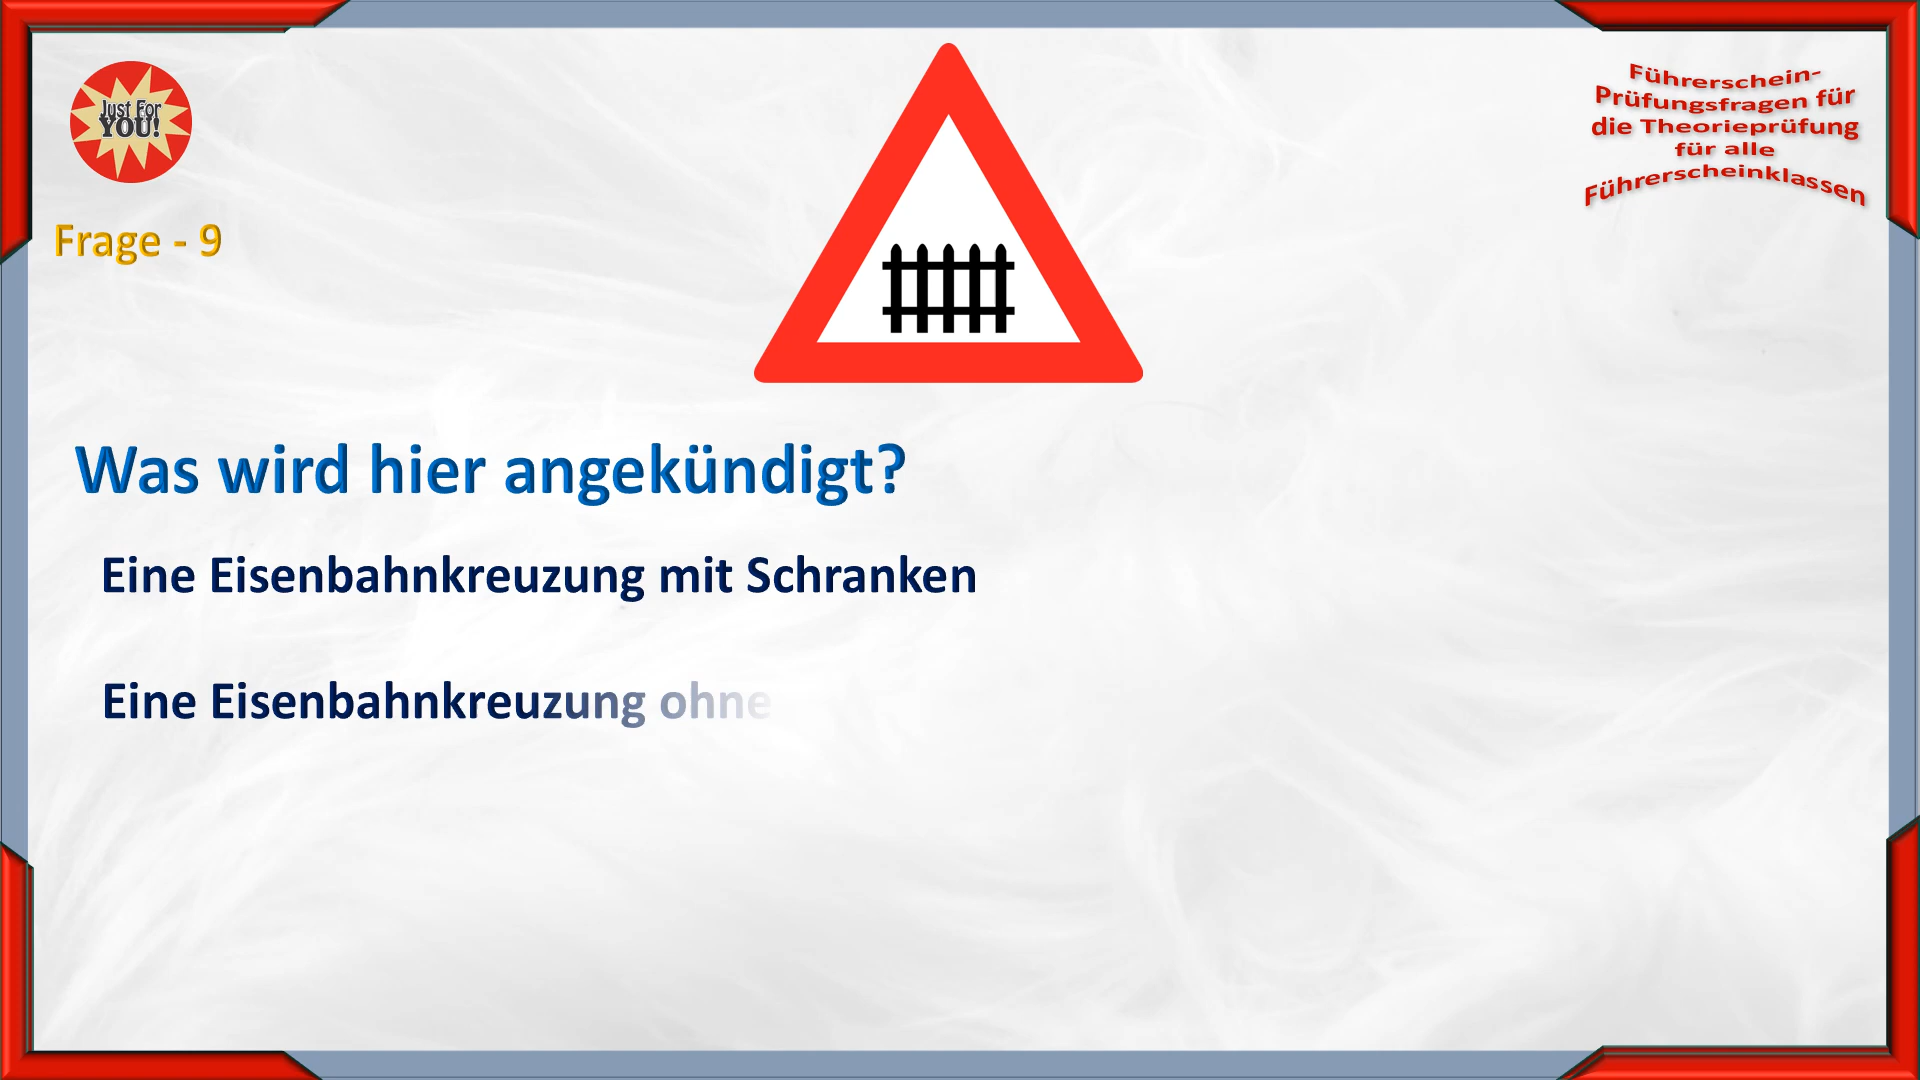 Just For
YOU!
Führerschein-
Prüfungsfragen für
die Theorieprüfung
für alle
Führerscheinklassen
Frage - 9
Was wird hier angekündigt?
Eine Eisenbahnkreuzung mit Schranken
Eine Eisenbahnkreuzung ohne